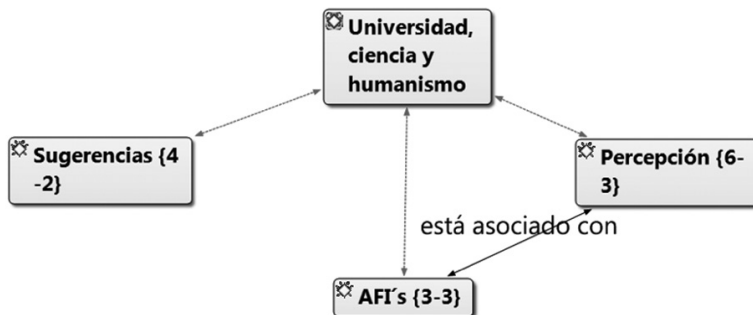 Universidad,
ciencia y
humanismo
Sugerencias {4
-2}
Percepción {6-
3}
está asociado con
AFI´s {3-3}